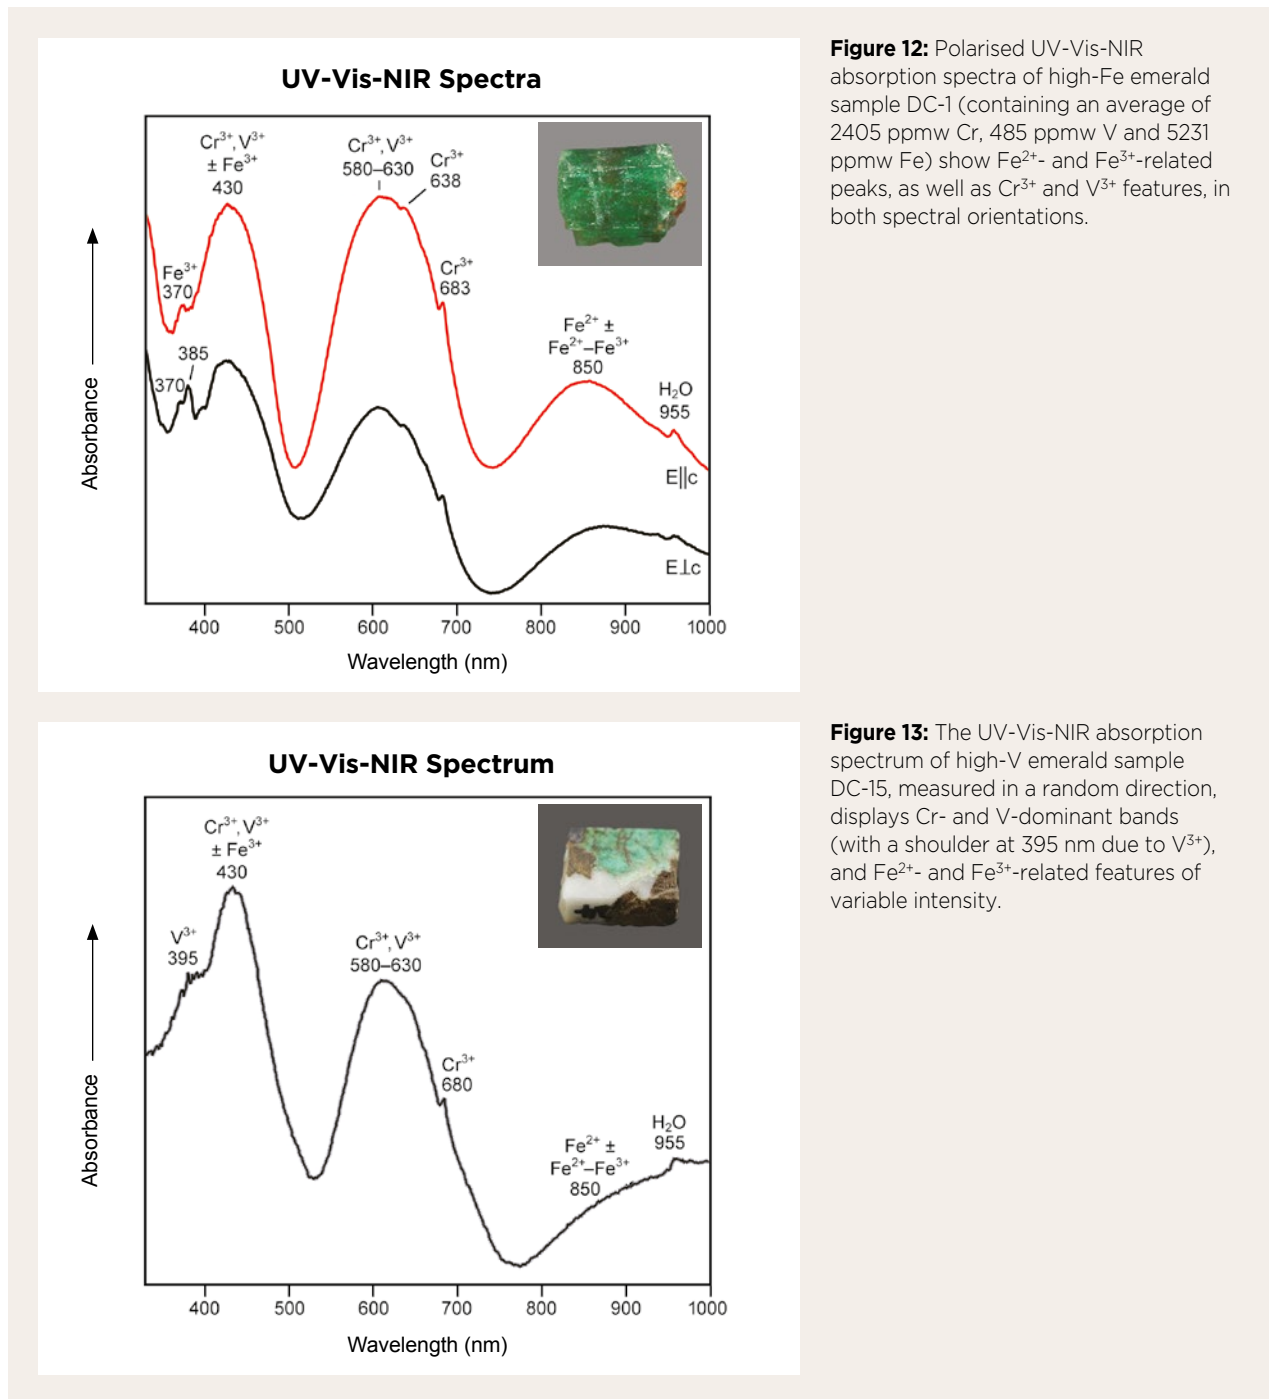 UV-Vis-NIR Spectra
Cr³⁺, V³⁺
± Fe³⁺
430
Cr³⁺, V³⁺
580–630
Cr³⁺
638
Fe³⁺
370
Cr³⁺
683
385
370
Fe²⁺ ±
Fe²⁺–Fe³⁺
850
H₂O
955
E||c
E⊥c
Absorbance
400 500 600 700 800 900 1000
Wavelength (nm)
Figure 12: Polarised UV-Vis-NIR
absorption spectra of high-Fe emerald
sample DC-1 (containing an average of
2405 ppmw Cr, 485 ppmw V and 5231
ppmw Fe) show Fe²⁺- and Fe³⁺-related
peaks, as well as Cr³⁺ and V³⁺ features, in
both spectral orientations.
UV-Vis-NIR Spectrum
Cr³⁺, V³⁺
± Fe³⁺
430
V³⁺
395
Cr³⁺, V³⁺
580–630
Cr³⁺
680
Fe²⁺ ±
Fe²⁺–Fe³⁺
850
H₂O
955
Absorbance
400 500 600 700 800 900 1000
Wavelength (nm)
Figure 13: The UV-Vis-NIR absorption
spectrum of high-V emerald sample
DC-15, measured in a random direction,
displays Cr- and V-dominant bands
(with a shoulder at 395 nm due to V³⁺),
and Fe²⁺- and Fe³⁺-related features of
variable intensity.